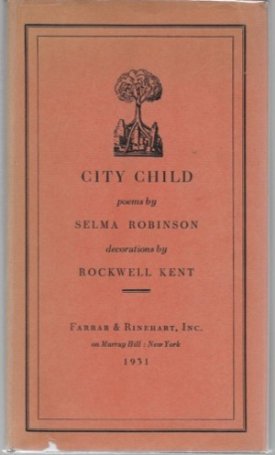 CITY CHILD
poems by
SELMA ROBINSON
decorations by
ROCKWELL KENT
FARRAR & RINEHART, INC.
on Murray Hill : New York
1931